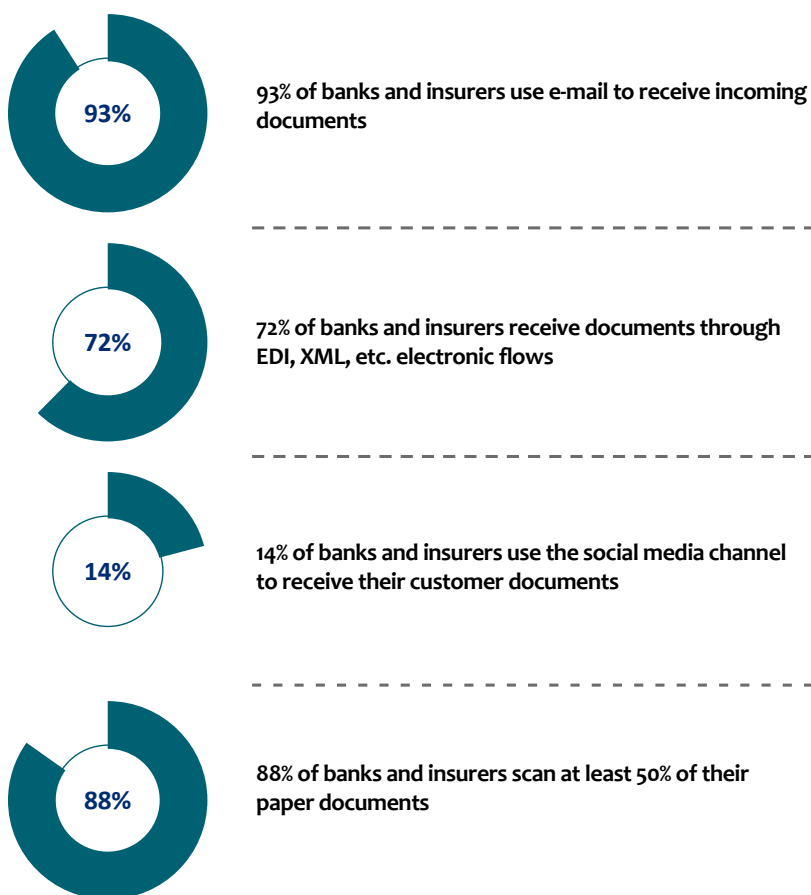 93%
93% of banks and insurers use e-mail to receive incoming
documents
72%
72% of banks and insurers receive documents through
EDI, XML, etc. electronic flows
14%
14% of banks and insurers use the social media channel
to receive their customer documents
88%
88% of banks and insurers scan at least 50% of their
paper documents